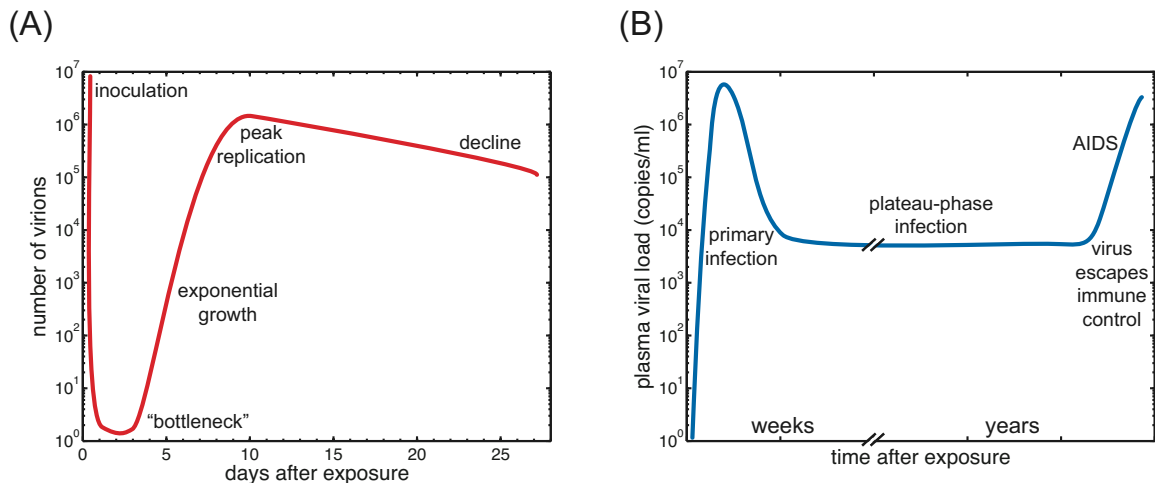 (A)
10^7
10^6
10^5
10^4
10^3
10^2
10^1
10^0
number of virions
inoculation
peak
replication
decline
exponential
growth
“bottleneck”
0
5
10
15
20
25
days after exposure
(B)
10^7
10^6
10^5
10^4
10^3
10^2
10^1
10^0
plasma viral load (copies/ml)
primary
infection
plateau-phase
infection
AIDS
virus
escapes
immune
control
weeks
years
time after exposure